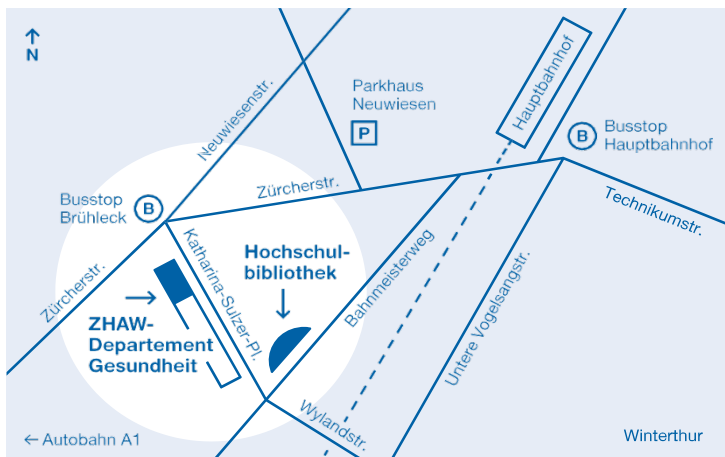 N
Neuwiesenstr.
Parkhaus
Neuwiesen
P
Hauptbahnhof
B
Busstop
Hauptbahnhof
Busstop
Brühleck
B
Zürcherstr.
Technikumstr.
Zürcherstr.
Katharina-Sulzer-Pl.
Hochschul-
bibliothek
Bahnmeisterweg
Untere Vogelsangstr.
ZHAW-
Departement
Gesundheit
Wylandstr.
← Autobahn A1
Winterthur